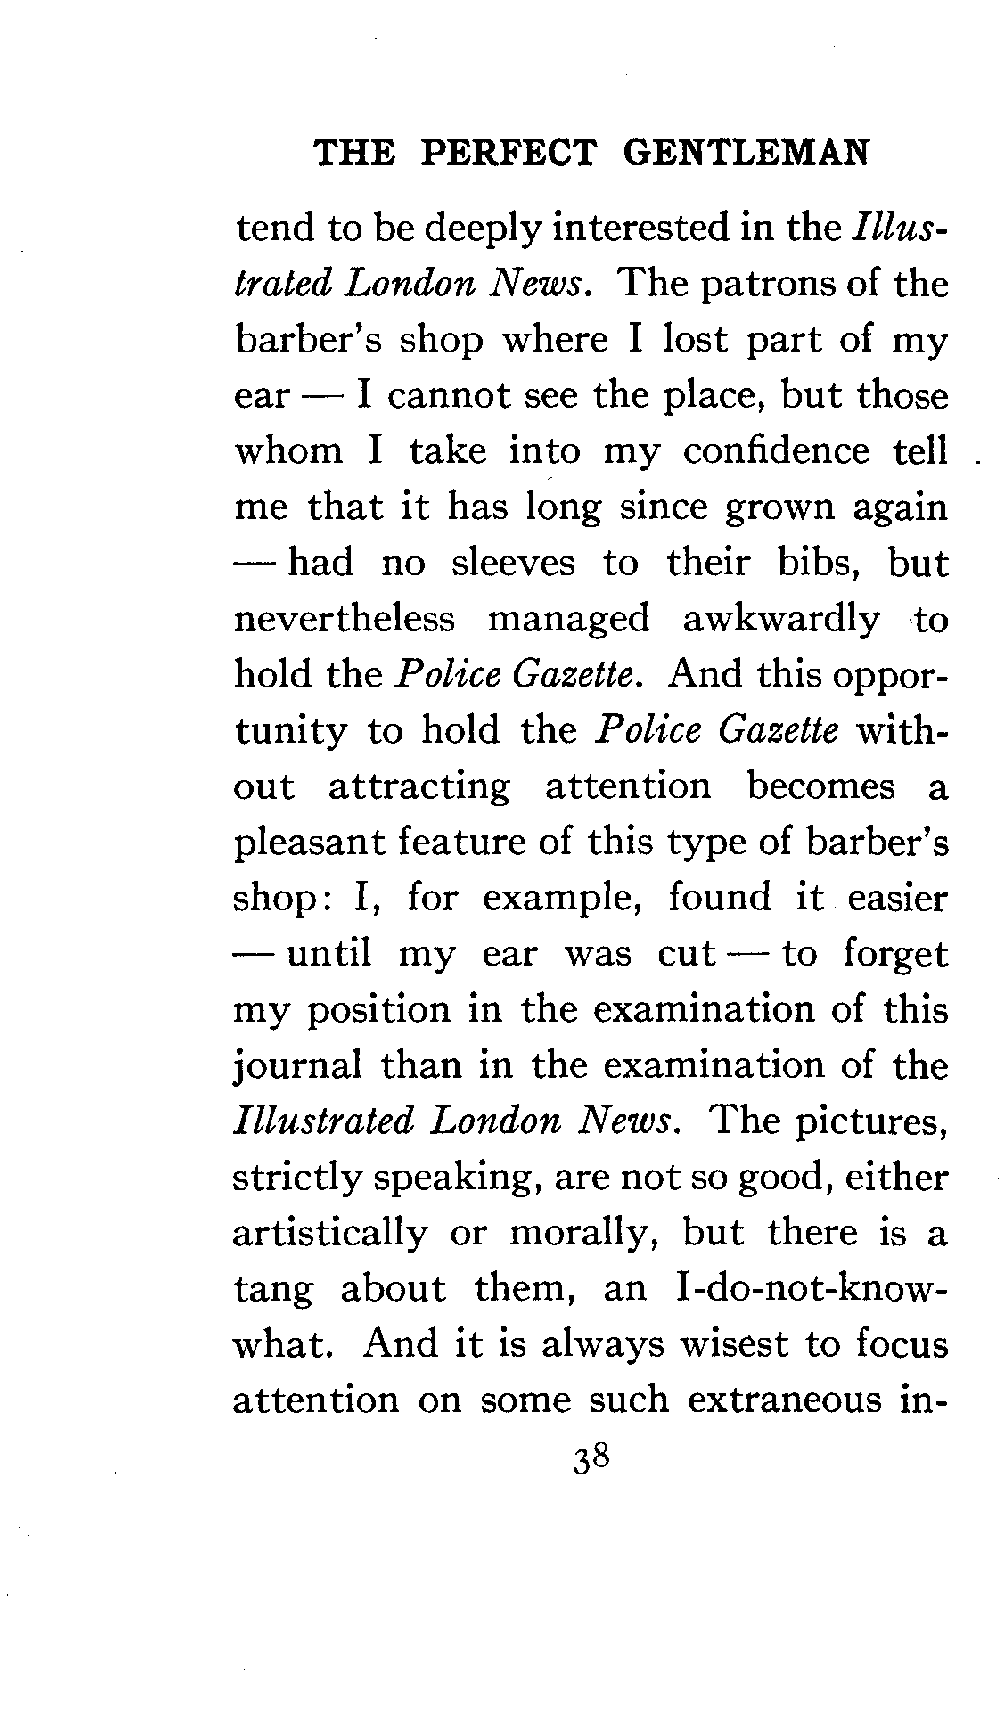 THE PERFECT GENTLEMAN
tend to be deeply interested in the Illus-
trated London News. The patrons of the
barber's shop where I lost part of my
ear — I cannot see the place, but those
whom I take into my confidence tell
me that it has long since grown again
— had no sleeves to their bibs, but
nevertheless managed awkwardly to
hold the Police Gazette. And this oppor-
tunity to hold the Police Gazette with-
out attracting attention becomes a
pleasant feature of this type of barber's
shop: I, for example, found it easier
— until my ear was cut — to forget
my position in the examination of this
journal than in the examination of the
Illustrated London News. The pictures,
strictly speaking, are not so good, either
artistically or morally, but there is a
tang about them, an I-do-not-know-
what. And it is always wisest to focus
attention on some such extraneous in-
38